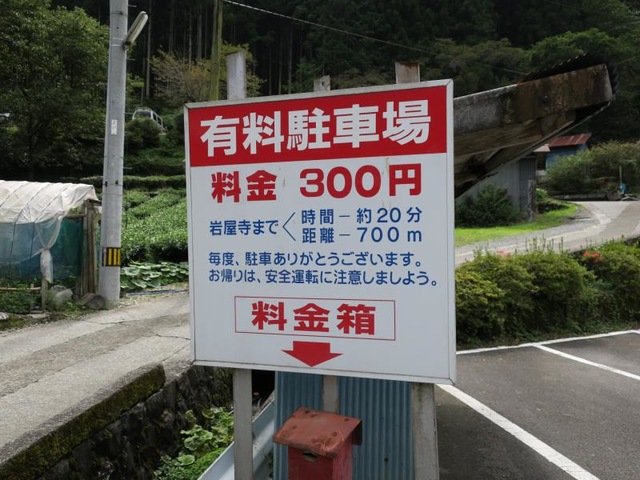 有料駐車場
料金 300円
岩屋寺まで〈 時間－約20分
距離－700m
毎度、駐車ありがとうございます。
お帰りは、安全運転に注意しましよう。
料金箱